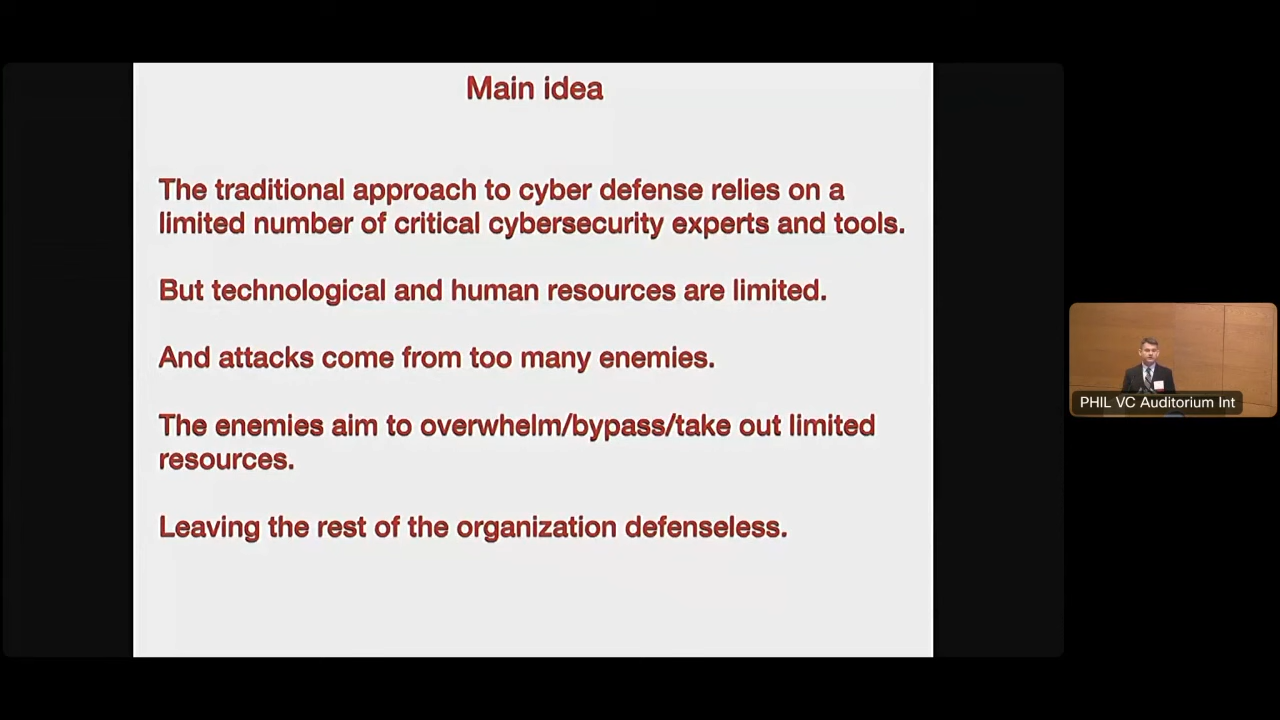 Main idea
The traditional approach to cyber defense relies on a
limited number of critical cybersecurity experts and tools.
But technological and human resources are limited.
And attacks come from too many enemies.
The enemies aim to overwhelm/bypass/take out limited
resources.
Leaving the rest of the organization defenseless.
PHIL VC Auditorium Int